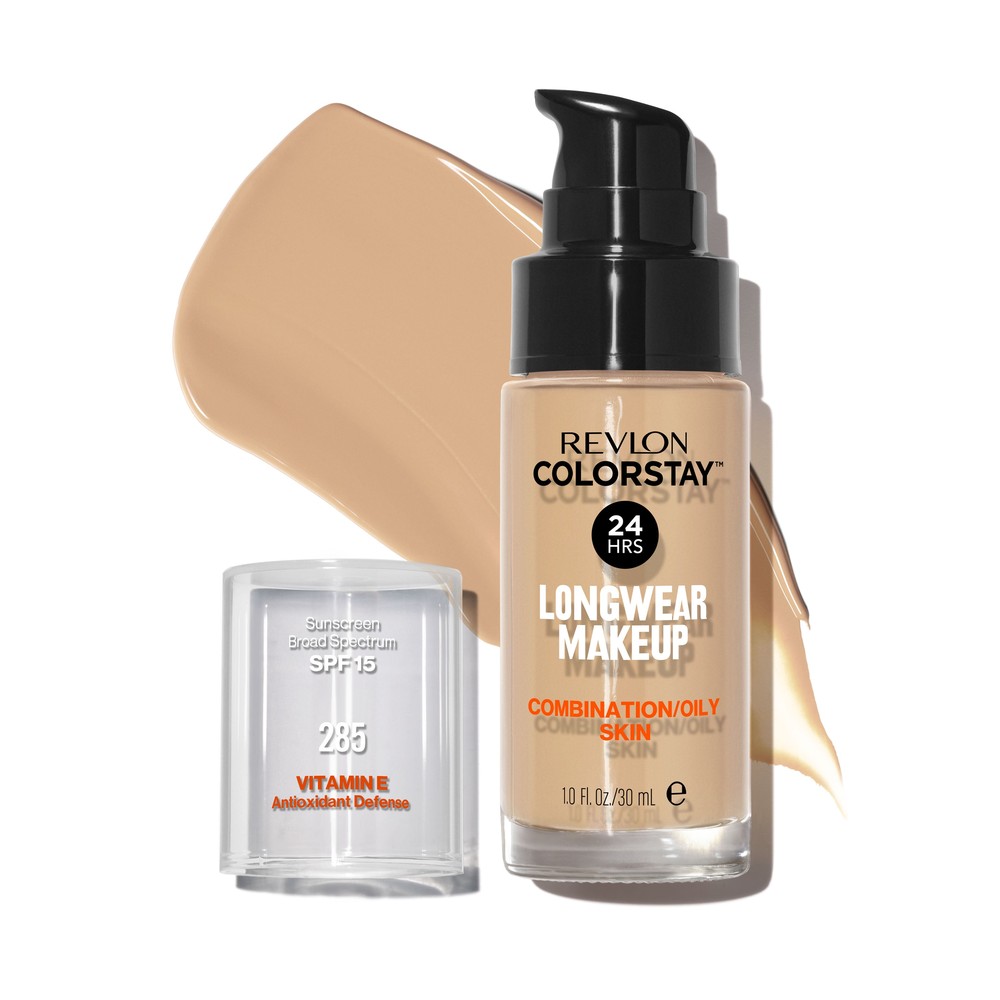 REVLON
COLORSTAY™
24
HRS
LONGWEAR
MAKEUP
COMBINATION/OILY
SKIN
1.0 Fl. Oz./30 mL ℮
Sunscreen
Broad Spectrum
SPF 15
285
VITAMIN E
Antioxidant Defense